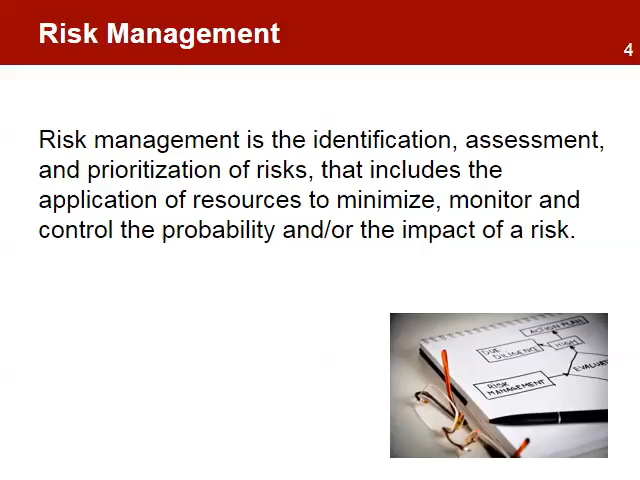 Risk Management
4
Risk management is the identification, assessment,
and prioritization of risks, that includes the
application of resources to minimize, monitor and
control the probability and/or the impact of a risk.
ACTION PLAN
DUE
DILIGENCE
HIGH
RISK
MANAGEMENT